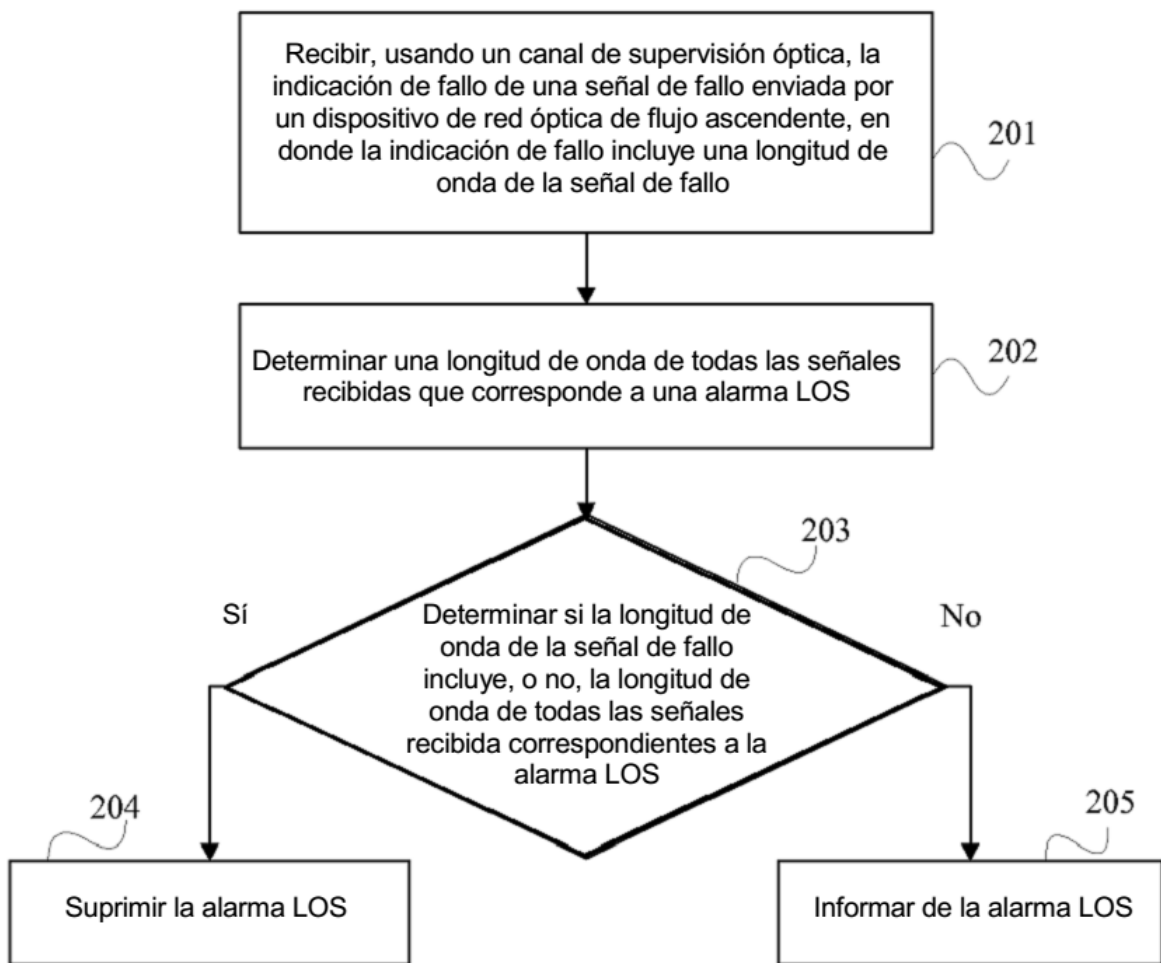 Recibir, usando un canal de supervisión óptica, la
indicación de fallo de una señal de fallo enviada por
un dispositivo de red óptica de flujo ascendente, en
donde la indicación de fallo incluye una longitud de
onda de la señal de fallo
201
Determinar una longitud de onda de todas las señales
recibidas que corresponde a una alarma LOS
202
203
Sí
No
Determinar si la longitud de
onda de la señal de fallo
incluye, o no, la longitud de
onda de todas las señales
recibida correspondientes a la
alarma LOS
204
205
Suprimir la alarma LOS
Informar de la alarma LOS